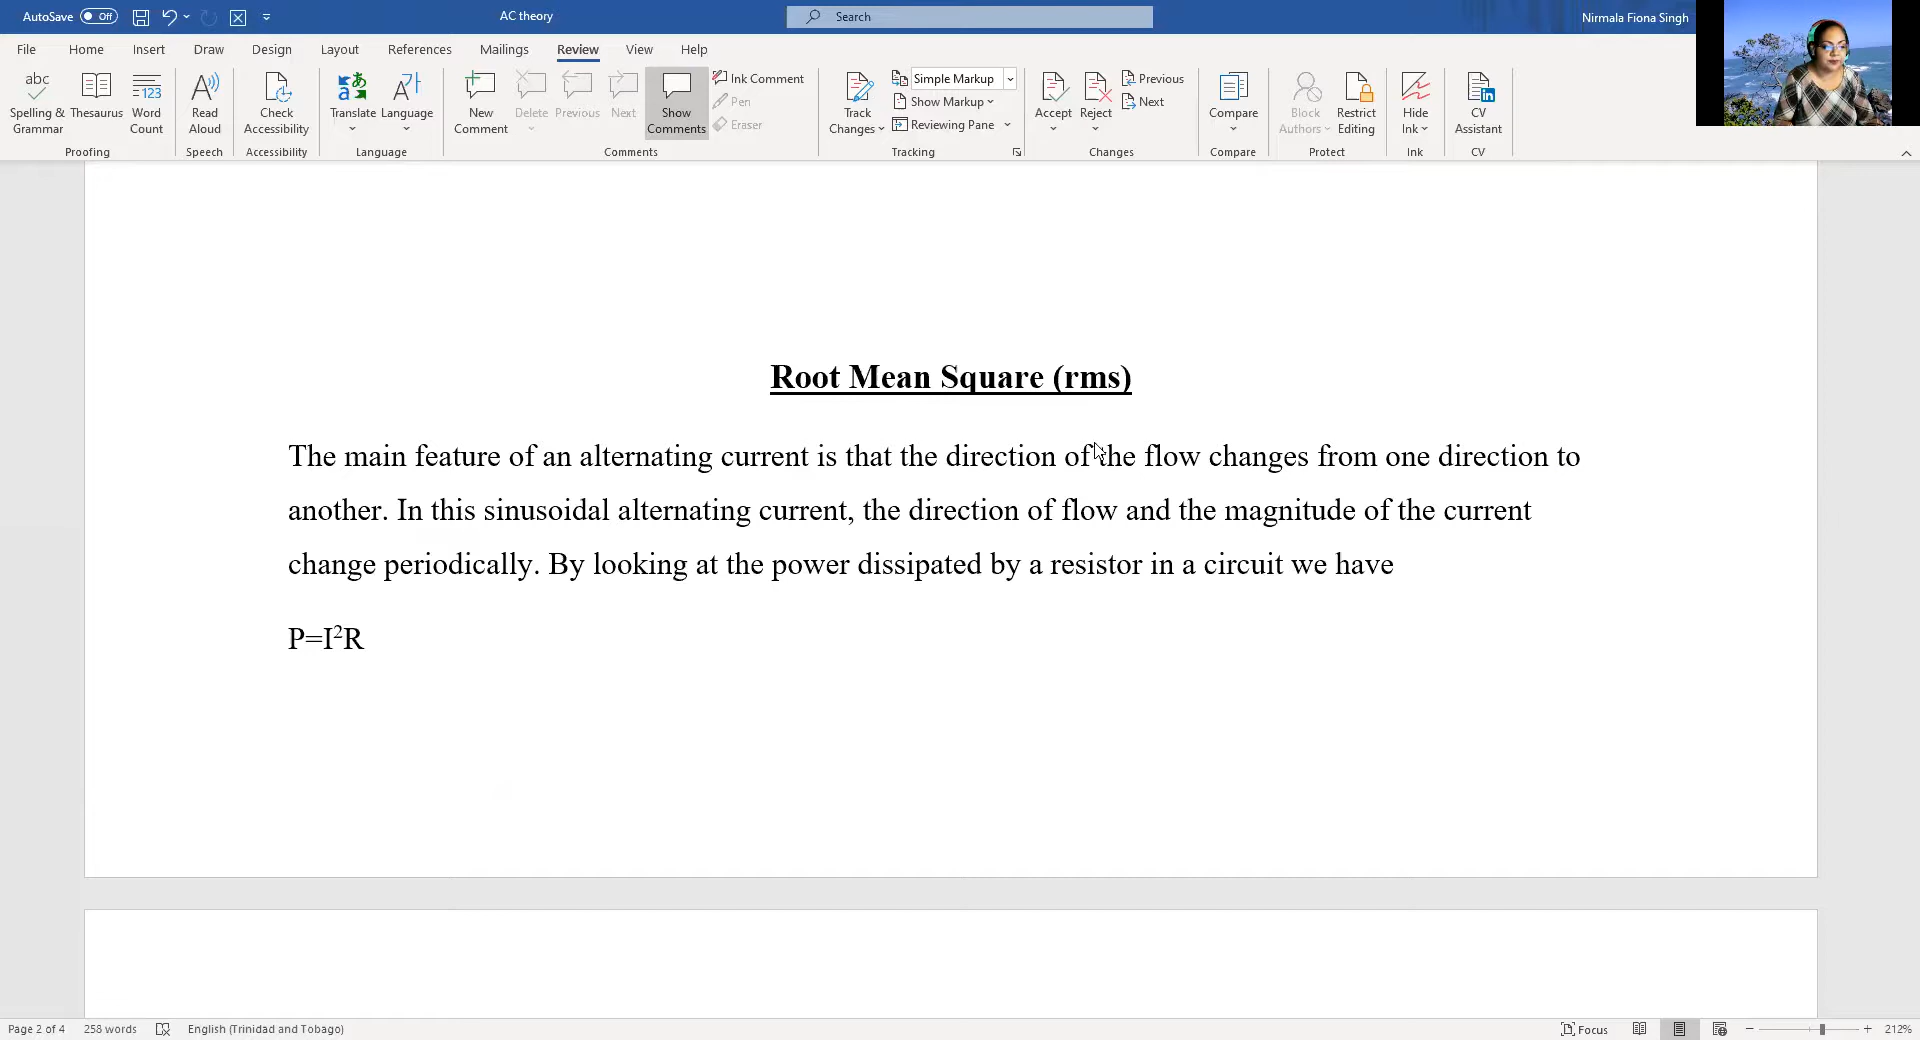 AutoSave Off AC theory Search Nirmala Fiona Singh
File Home Insert Draw Design Layout References Mailings Review View Help
abc Spelling & Grammar
Thesaurus
123 Word Count
Proofing
Read Aloud
Speech
Check Accessibility
Accessibility
Translate
Language
Language
New Comment
Delete
Previous
Next
Show Comments
Ink Comment
Pen
Eraser
Comments
Track Changes
Simple Markup
Show Markup
Reviewing Pane
Tracking
Accept
Reject
Previous
Next
Changes
Compare
Compare
Block Authors
Restrict Editing
Protect
Hide Ink
Ink
in CV Assistant
CV
Root Mean Square (rms)
The main feature of an alternating current is that the direction of the flow changes from one direction to
another. In this sinusoidal alternating current, the direction of flow and the magnitude of the current
change periodically. By looking at the power dissipated by a resistor in a circuit we have
P=I²R
Page 2 of 4 258 words English (Trinidad and Tobago) Focus 212%